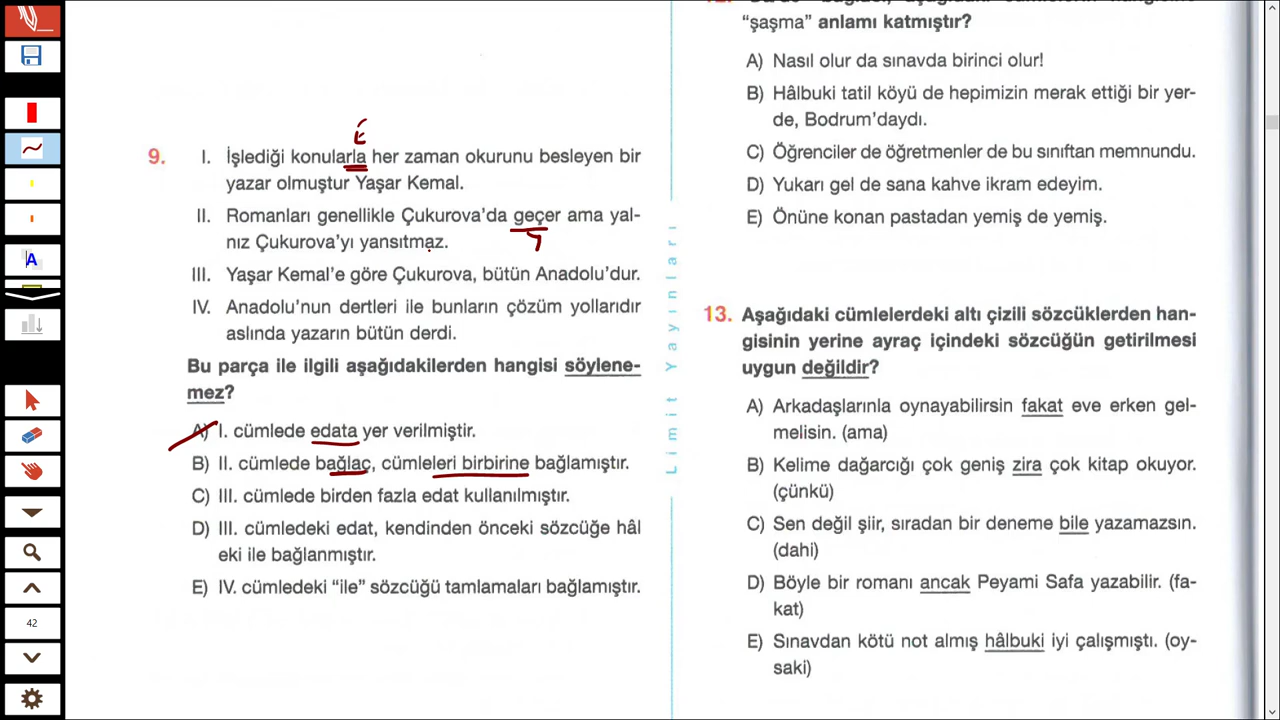 9.
I. İşlediği konularla her zaman okurunu besleyen bir
yazar olmuştur Yaşar Kemal.
II. Romanları genellikle Çukurova'da geçer ama yal-
nız Çukurova'yı yansıtmaz.
III. Yaşar Kemal'e göre Çukurova, bütün Anadolu'dur.
IV. Anadolu'nun dertleri ile bunların çözüm yollarıdır
aslında yazarın bütün derdi.
Bu parça ile ilgili aşağıdakilerden hangisi söylene-
mez?
A) I. cümlede edata yer verilmiştir.
B) II. cümlede bağlaç, cümleleri birbirine bağlamıştır.
C) III. cümlede birden fazla edat kullanılmıştır.
D) III. cümledeki edat, kendinden önceki sözcüğe hâl
eki ile bağlanmıştır.
E) IV. cümledeki "ile" sözcüğü tamlamaları bağlamıştır.
Limit Yayınları
"şaşma" anlamı katmıştır?
A) Nasıl olur da sınavda birinci olur!
B) Hâlbuki tatil köyü de hepimizin merak ettiği bir yer-
de, Bodrum'daydı.
C) Öğrenciler de öğretmenler de bu sınıftan memnundu.
D) Yukarı gel de sana kahve ikram edeyim.
E) Önüne konan pastadan yemiş de yemiş.
13. Aşağıdaki cümlelerdeki altı çizili sözcüklerden han-
gisinin yerine ayraç içindeki sözcüğün getirilmesi
uygun değildir?
A) Arkadaşlarınla oynayabilirsin fakat eve erken gel-
melisin. (ama)
B) Kelime dağarcığı çok geniş zira çok kitap okuyor.
(çünkü)
C) Sen değil şiir, sıradan bir deneme bile yazamazsın.
(dahi)
D) Böyle bir romanı ancak Peyami Safa yazabilir. (fa-
kat)
E) Sınavdan kötü not almış hâlbuki iyi çalışmıştı. (oy-
saki)
A
42